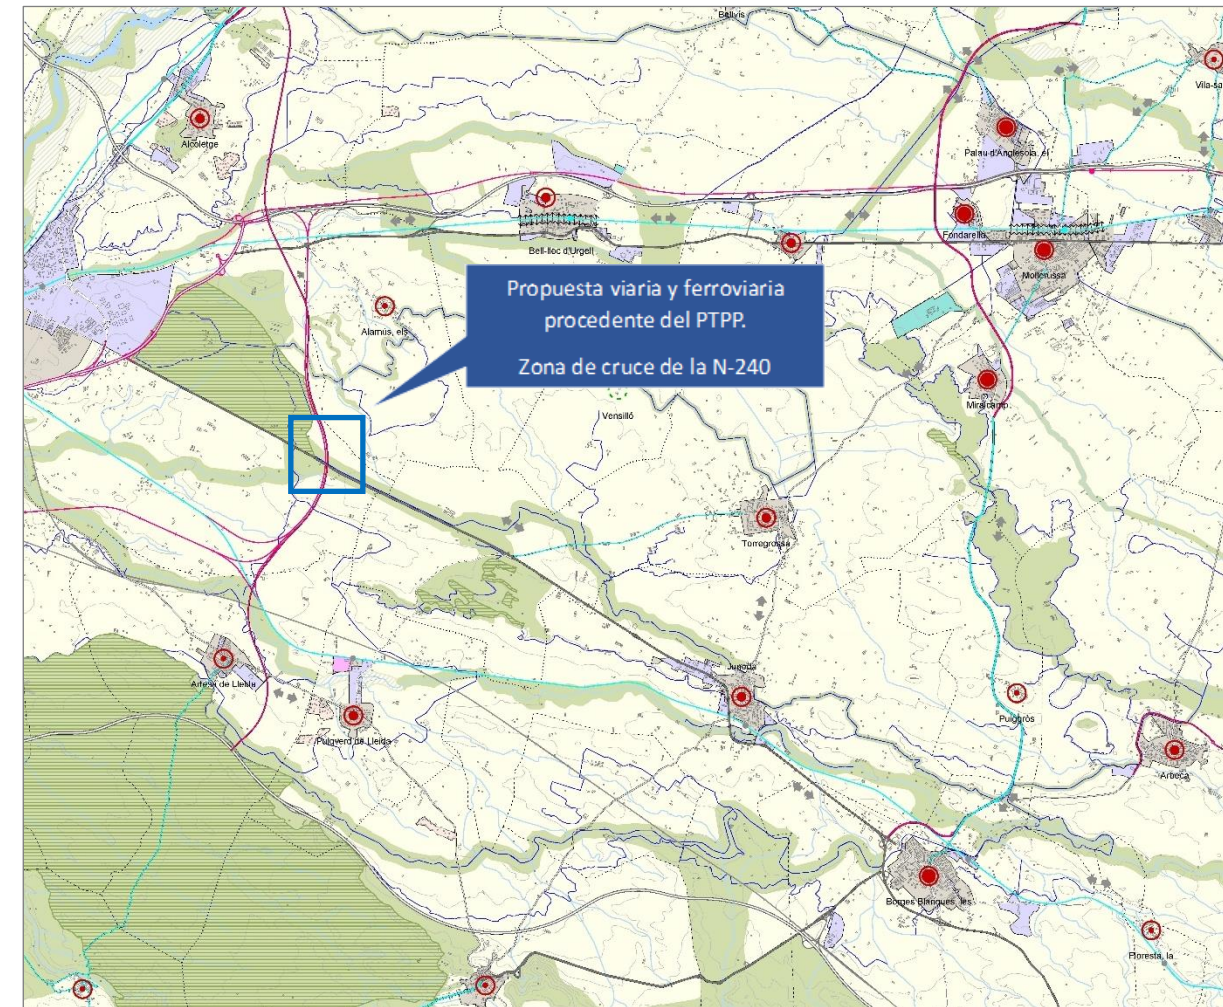 Bellvís
Vila-sa
Alcoletge
Palau d'Anglesola, el
Fondarella
Bell-lloc d'Urgell
Mollerussa
Propuesta viaria y ferroviaria
procedente del PTPP.
Zona de cruce de la N-240
Alamús, els
Miralcamp
Vensilló
Torregrossa
Juneda
Artesa de Lleida
Puigverd de Lleida
Puiggròs
Arbeca
Borges Blanques, les
Floresta, la